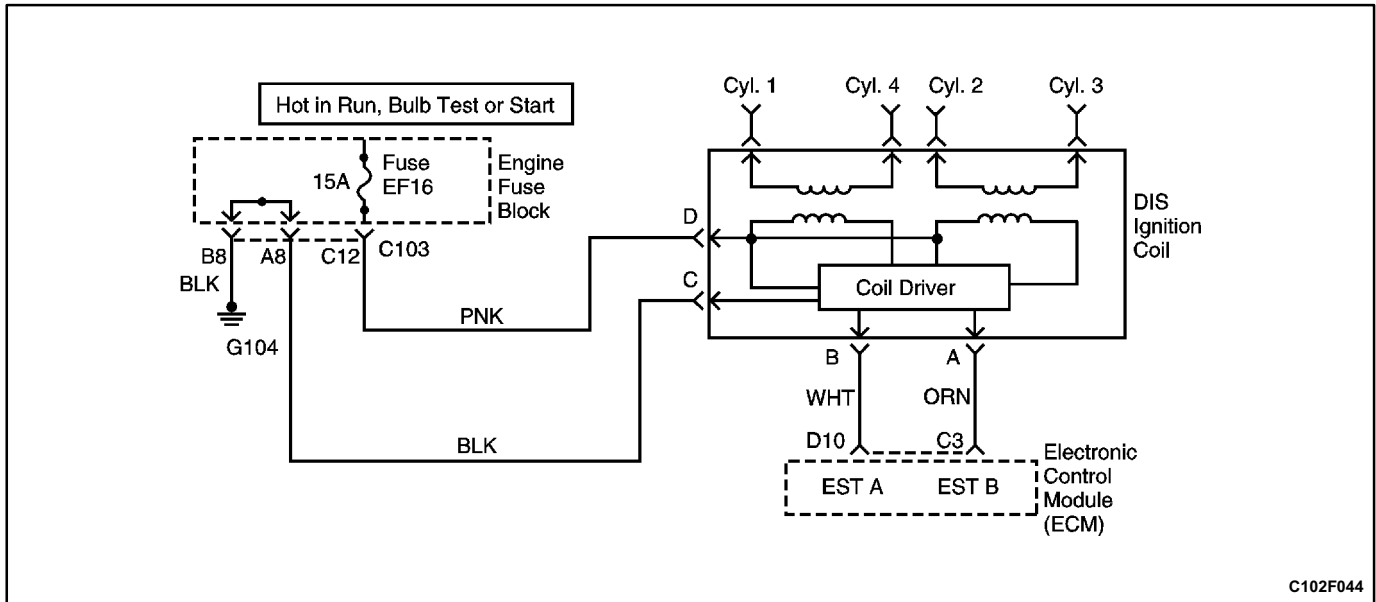 Hot in Run, Bulb Test or Start
15A
Fuse
EF16
Engine
Fuse
Block
B8
A8
C12
C103
BLK
G104
PNK
BLK
Cyl. 1
Cyl. 4
Cyl. 2
Cyl. 3
DIS
Ignition
Coil
D
C
Coil Driver
B
A
WHT
ORN
D10
C3
EST A
EST B
Electronic
Control
Module
(ECM)
C102F044